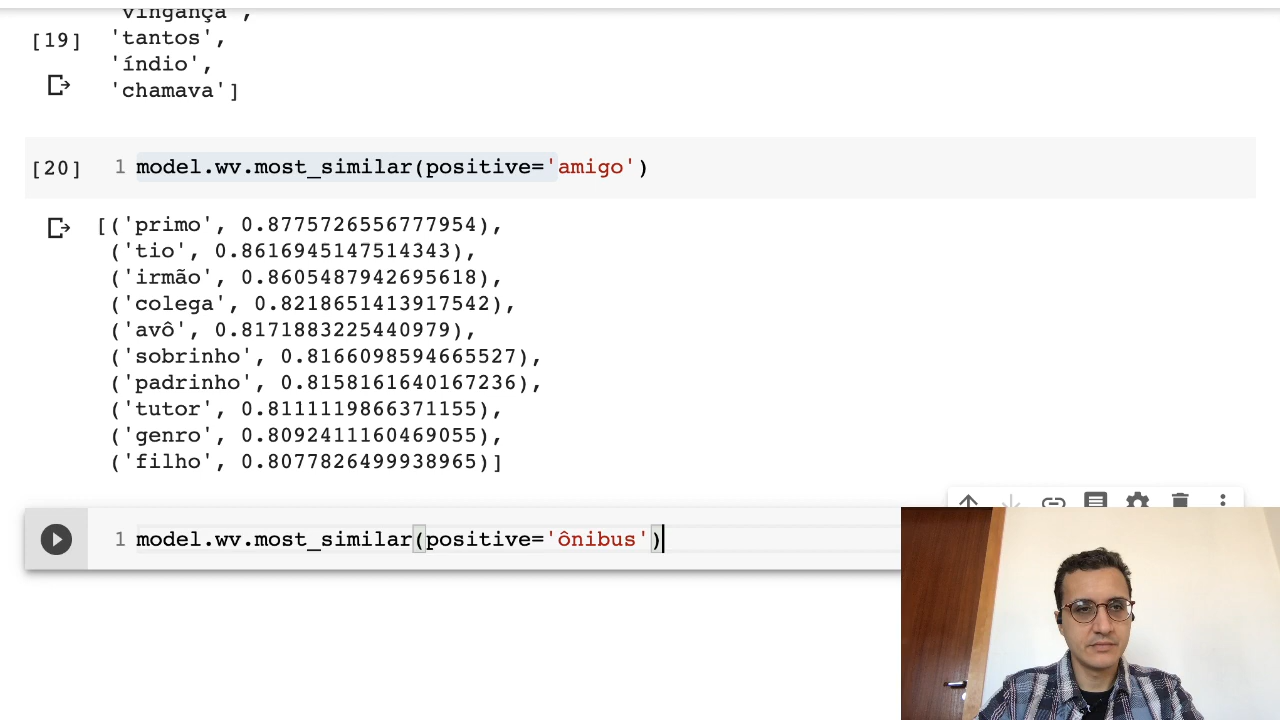 'vingança',
[19] 'tantos',
'índio',
'chamava']
[20] 1 model.wv.most_similar(positive='amigo')
[('primo', 0.8775726556777954),
('tio', 0.8616945147514343),
('irmão', 0.8605487942695618),
('colega', 0.8218651413917542),
('avô', 0.8171883225440979),
('sobrinho', 0.8166098594665527),
('padrinho', 0.8158161640167236),
('tutor', 0.8111119866371155),
('genro', 0.8092411160469055),
('filho', 0.8077826499938965)]
1 model.wv.most_similar(positive='ônibus')